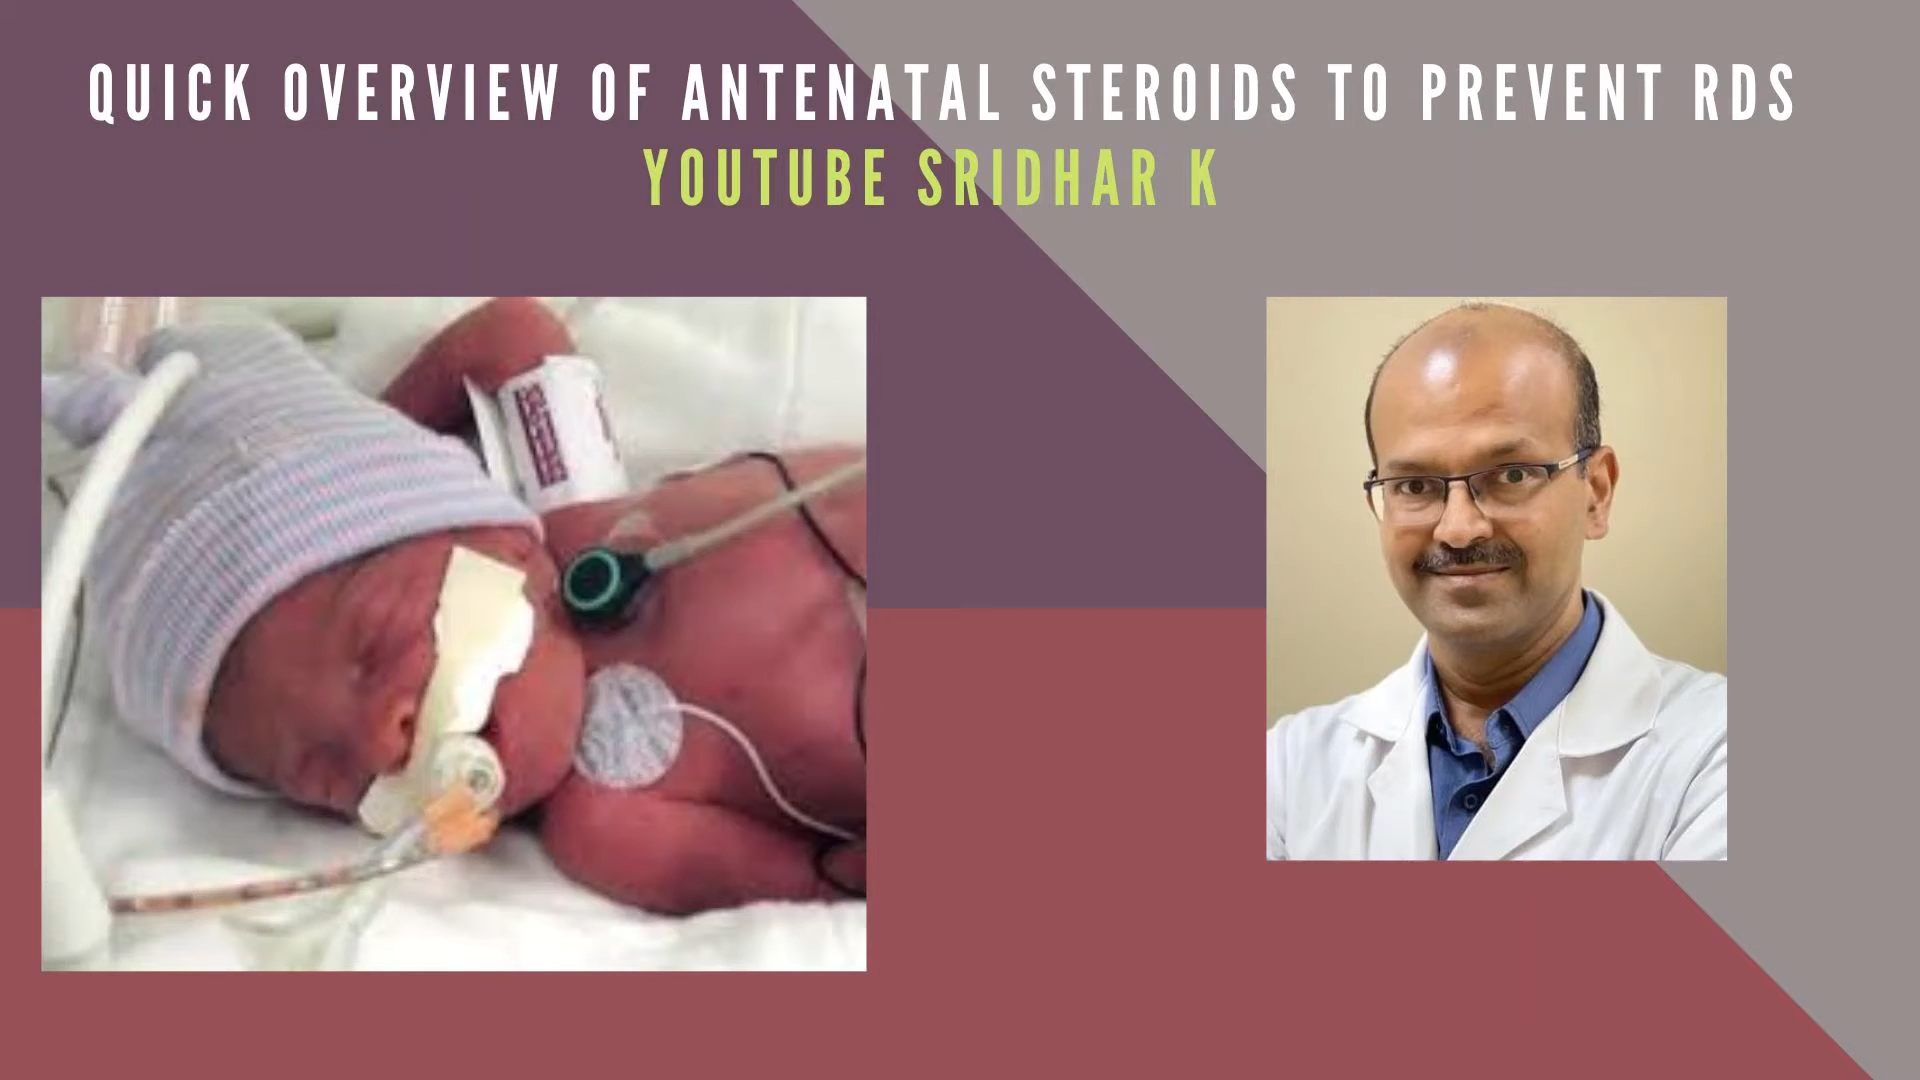 QUICK OVERVIEW OF ANTENATAL STEROIDS TO PREVENT RDS
YOUTUBE SRIDHAR K